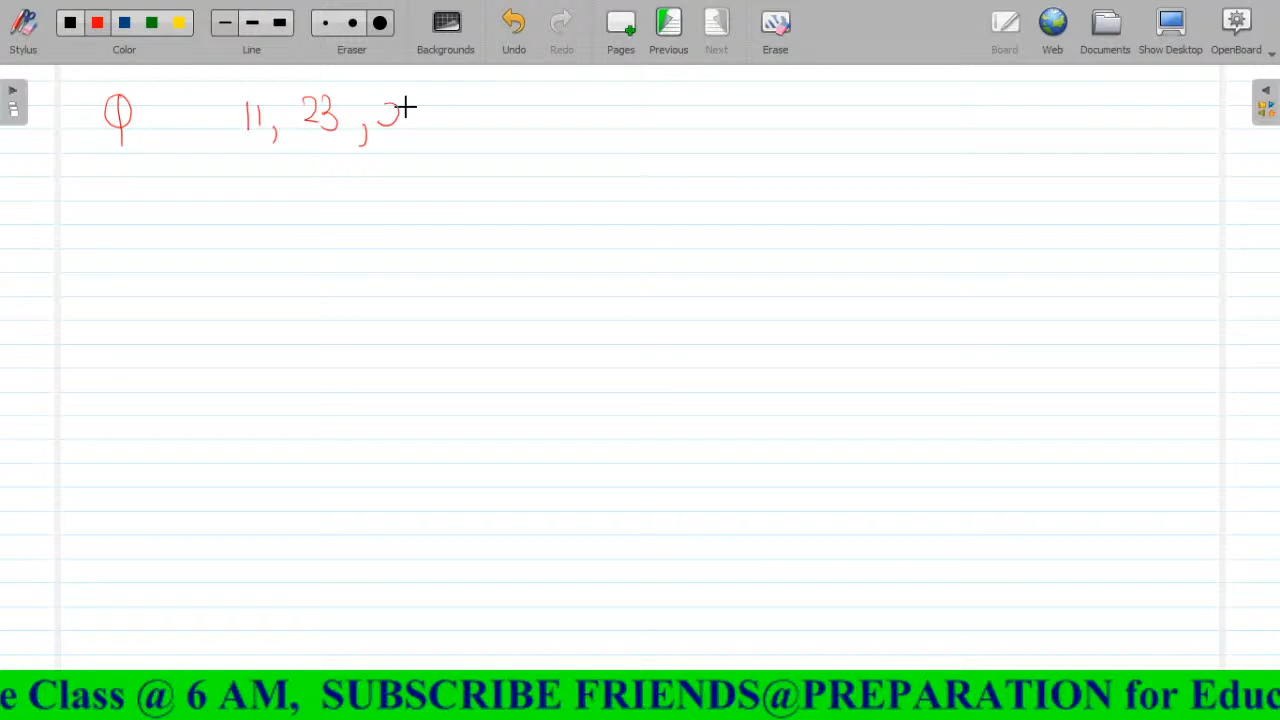 Stylus
Color
Line
Eraser
Backgrounds
Undo
Redo
Pages
Previous
Next
Erase
Board
Web
Documents
Show Desktop
OpenBoard
Q 11, 23 ,
e Class @ 6 AM, SUBSCRIBE FRIENDS@PREPARATION for Educ